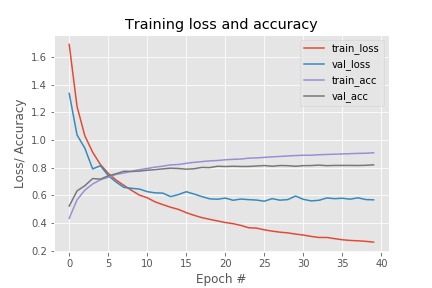 Training loss and accuracy
train_loss
val_loss
train_acc
val_acc
Loss/ Accuracy
1.6
1.4
1.2
1.0
0.8
0.6
0.4
0.2
0 5 10 15 20 25 30 35 40
Epoch #